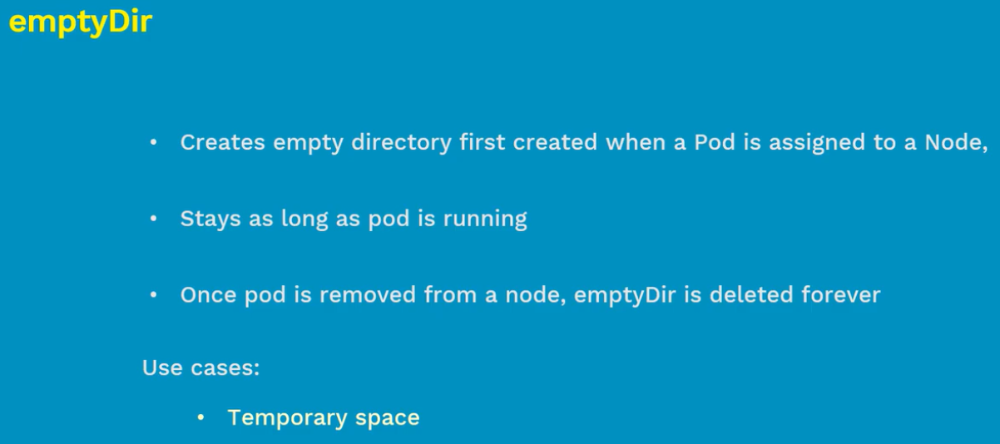 emptyDir
• Creates empty directory first created when a Pod is assigned to a Node,
• Stays as long as pod is running
• Once pod is removed from a node, emptyDir is deleted forever
Use cases:
• Temporary space